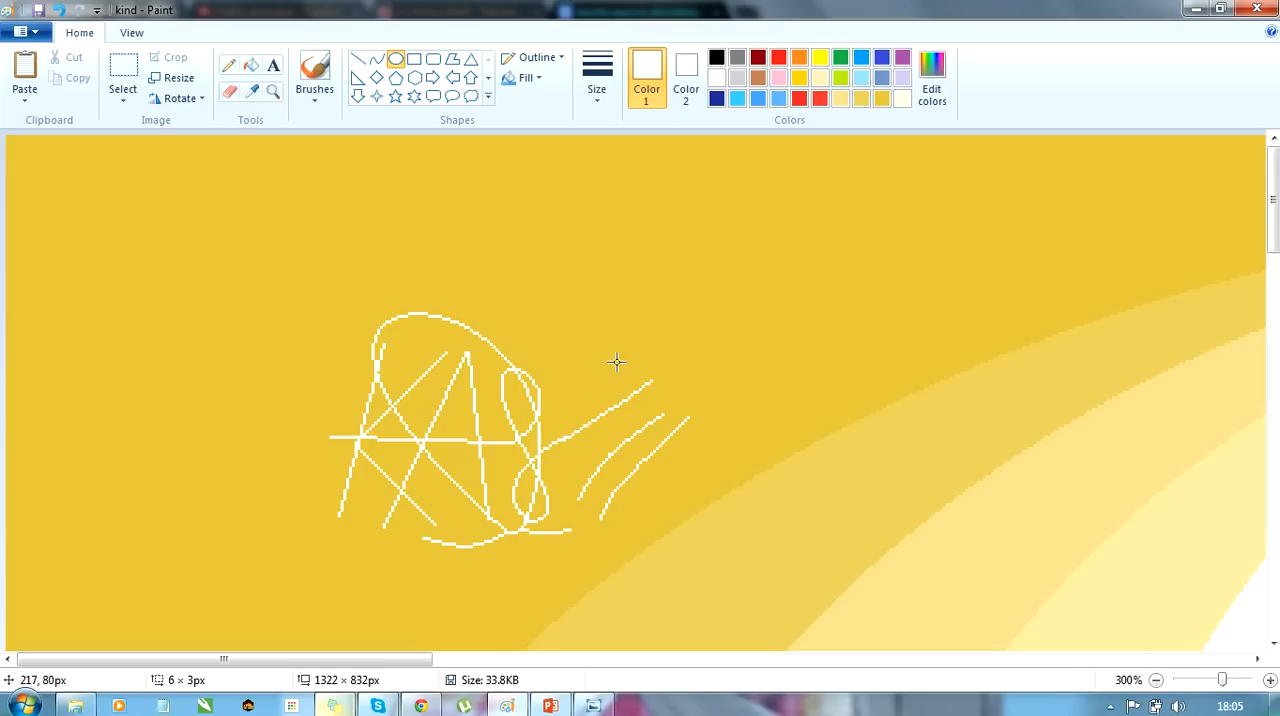 kind - Paint
Home View
Paste Cut Copy Select Crop Resize Rotate Brushes Outline Fill Size Color 1 Color 2 Edit colors
Clipboard Image Tools Shapes Colors
217, 80px 6 × 3px 1322 × 832px Size: 33.8KB 300%
18:05